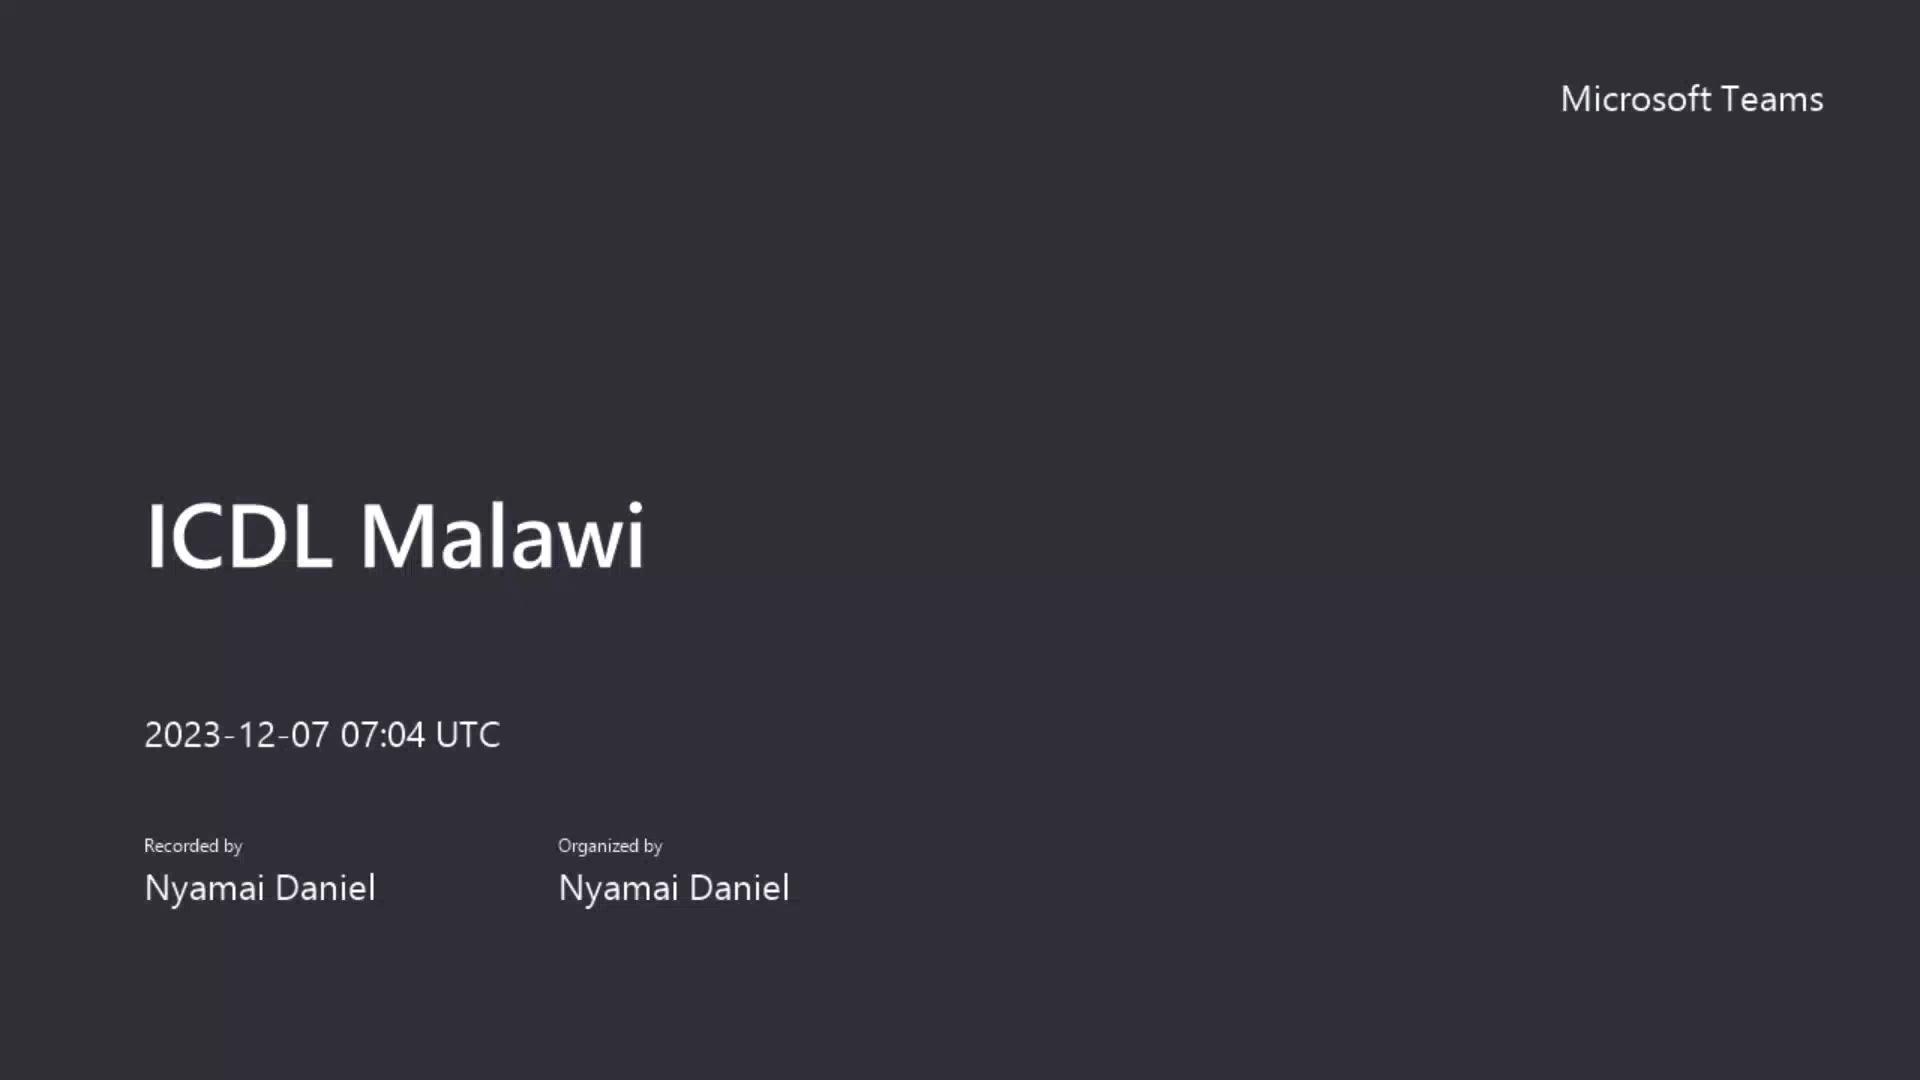 Microsoft Teams
ICDL Malawi
2023-12-07 07:04 UTC
Recorded by
Nyamai Daniel
Organized by
Nyamai Daniel